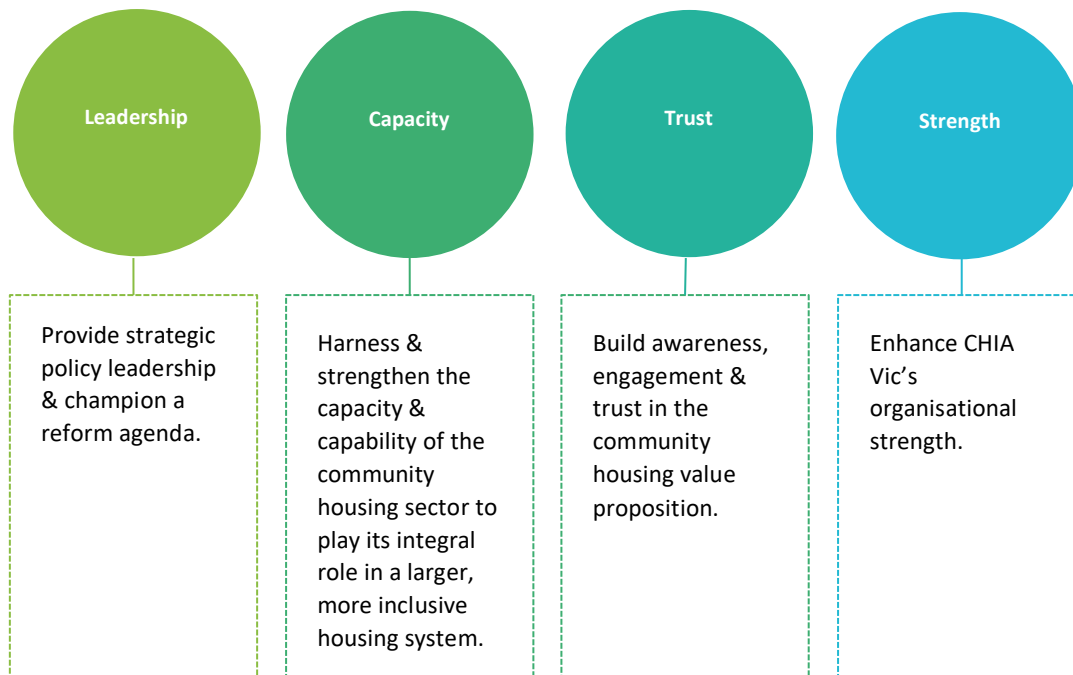 Leadership
Capacity
Trust
Strength
Provide strategic
policy leadership
& champion a
reform agenda.
Harness &
strengthen the
capacity &
capability of the
community
housing sector to
play its integral
role in a larger,
more inclusive
housing system.
Build awareness,
engagement &
trust in the
community
housing value
proposition.
Enhance CHIA
Vic’s
organisational
strength.